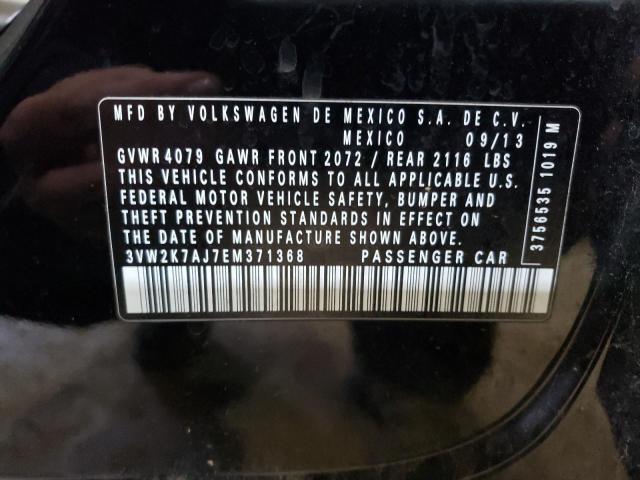 MFD BY VOLKSWAGEN DE MEXICO S.A. DE C.V.
MEXICO 09/13
GVWR 4079 GAWR FRONT 2072 / REAR 2116 LBS
THIS VEHICLE CONFORMS TO ALL APPLICABLE U.S.
FEDERAL MOTOR VEHICLE SAFETY, BUMPER AND
THEFT PREVENTION STANDARDS IN EFFECT ON
THE DATE OF MANUFACTURE SHOWN ABOVE.
3VW2K7AJ7EM371368 PASSENGER CAR
3756535 1019 M